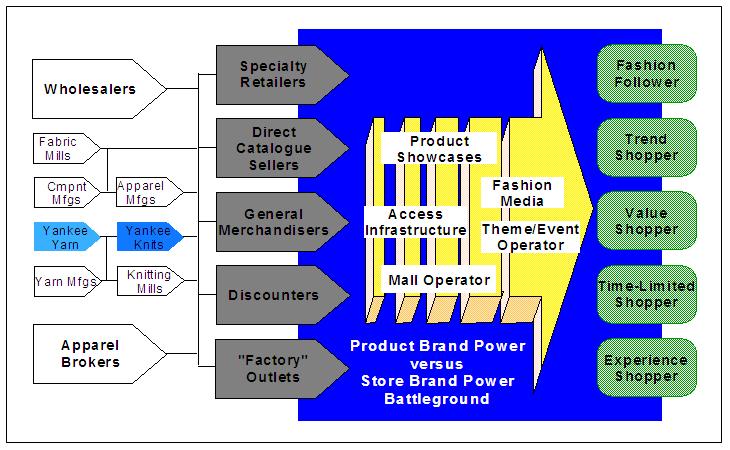 Wholesalers
Fabric
Mills
Cmpnt
Mfgs
Apparel
Mfgs
Yankee
Yarn
Yankee
Knits
Yarn Mfgs
Knitting
Mills
Apparel
Brokers
Specialty
Retailers
Direct
Catalogue
Sellers
General
Merchandisers
Discounters
"Factory"
Outlets
Product
Showcases
Fashion
Media
Access
Infrastructure
Theme/Event
Operator
Mall Operator
Product Brand Power
versus
Store Brand Power
Battleground
Fashion
Follower
Trend
Shopper
Value
Shopper
Time-Limited
Shopper
Experience
Shopper